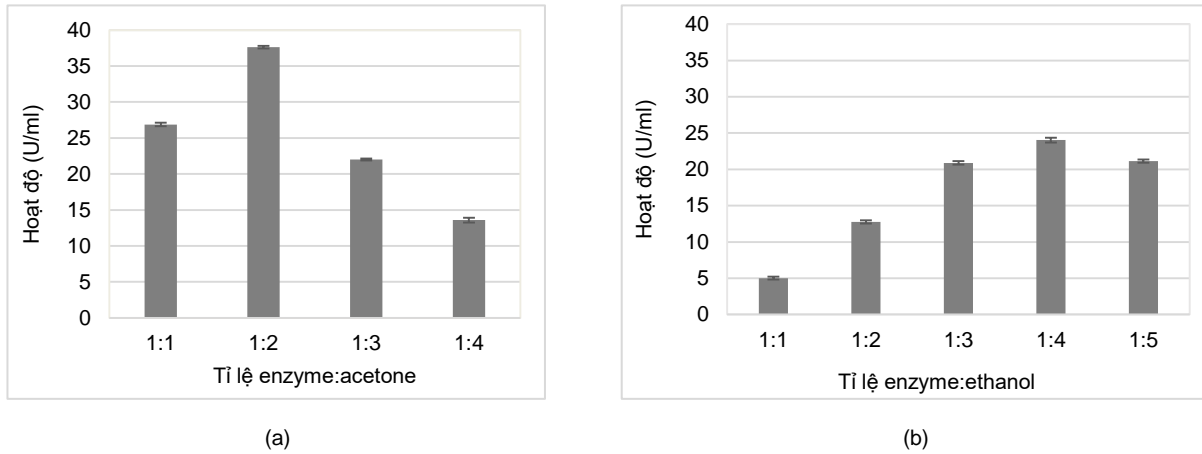 Hoạt độ (U/ml)
40
35
30
25
20
15
10
5
0
1:1 1:2 1:3 1:4
Tỉ lệ enzyme:acetone
(a)
Hoạt độ (U/ml)
40
35
30
25
20
15
10
5
0
1:1 1:2 1:3 1:4 1:5
Tỉ lệ enzyme:ethanol
(b)